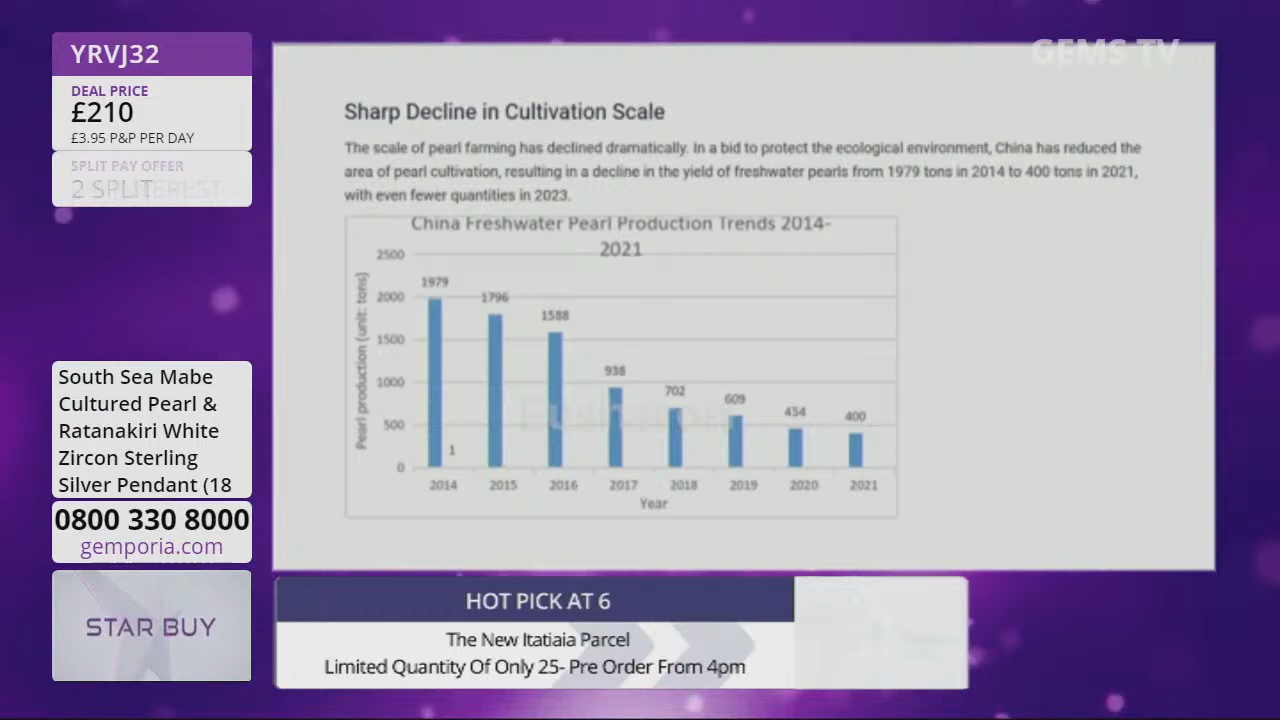 YRVJ32
DEAL PRICE
£210
£3.95 P&P PER DAY
SPLIT PAY OFFER
2 SPLIT
South Sea Mabe
Cultured Pearl &
Ratanakiri White
Zircon Sterling
Silver Pendant (18
0800 330 8000
gemporia.com
STAR BUY
GEMS TV
Sharp Decline in Cultivation Scale
The scale of pearl farming has declined dramatically. In a bid to protect the ecological environment, China has reduced the
area of pearl cultivation, resulting in a decline in the yield of freshwater pearls from 1979 tons in 2014 to 400 tons in 2021,
with even fewer quantities in 2023.
China Freshwater Pearl Production Trends 2014-
2021
Pearl production (unit: tons)
2500
2000
1500
1000
500
0
1979
1796
1588
938
702
609
454
400
1
2014 2015 2016 2017 2018 2019 2020 2021
Year
HOT PICK AT 6
The New Itatiaia Parcel
Limited Quantity Of Only 25- Pre Order From 4pm